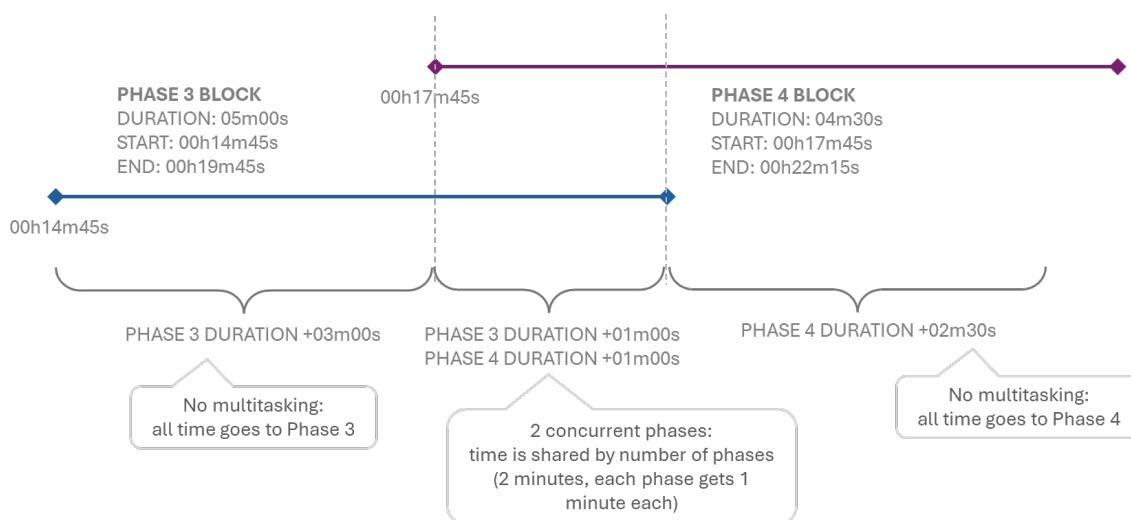 00h17m45s
PHASE 3 BLOCK
DURATION: 05m00s
START: 00h14m45s
END: 00h19m45s
PHASE 4 BLOCK
DURATION: 04m30s
START: 00h17m45s
END: 00h22m15s
00h14m45s
PHASE 3 DURATION +03m00s
PHASE 3 DURATION +01m00s
PHASE 4 DURATION +01m00s
PHASE 4 DURATION +02m30s
No multitasking:
all time goes to Phase 3
2 concurrent phases:
time is shared by number of phases
(2 minutes, each phase gets 1
minute each)
No multitasking:
all time goes to Phase 4